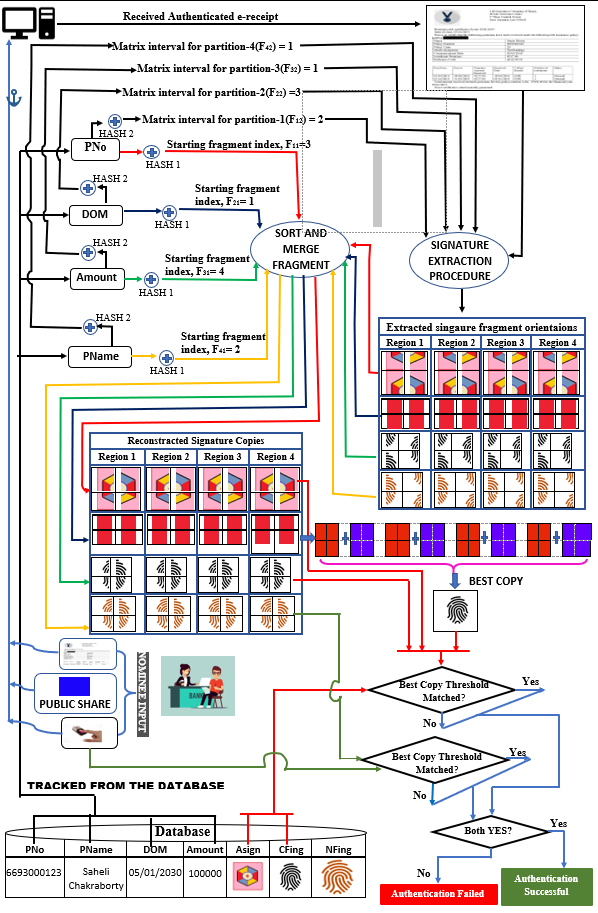 Received Authenticated e-receipt
Matrix interval for partition-4(F₄₂) = 1
Matrix interval for partition-3(F₃₂) = 1
Matrix interval for partition-2(F₂₂) =3
Matrix interval for partition-1(F₁₂) = 2
HASH 2
PNo
HASH 1
Starting fragment index, F₁₁=3
HASH 2
DOM
HASH 1
Starting fragment
index, F₂₁= 1
HASH 2
Amount
HASH 1
Starting fragment
index, F₃₁= 4
HASH 2
PName
HASH 1
Starting fragment
index, F₄₁= 2
SORT AND
MERGE
FRAGMENT
SIGNATURE
EXTRACTION
PROCEDURE
Extracted singaure fragment orientaions
Region 1 Region 2 Region 3 Region 4
Reconstracted Signature Copies
Region 1 Region 2 Region 3 Region 4
BEST COPY
PUBLIC SHARE
NOMINEE INPUT
BANK
Best Copy Threshold
Matched?
Yes
No
Best Copy Threshold
Matched?
Yes
No
Both YES?
Yes
No
Authentication Failed
Authentication
Successful
TRACKED FROM THE DATABASE
Database
PNo PName DOM Amount Asign CFing NFing
6693000123 Saheli
Chakraborty 05/01/2030 100000